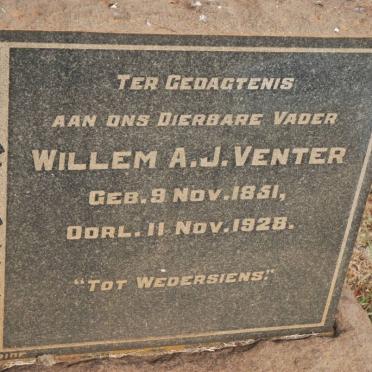 TER GEDAGTENIS
AAN ONS DIERBARE VADER
WILLEM A.J. VENTER
GEB. 9 NOV. 1851,
OORL. 11 NOV. 1928.
"TOT WEDERSIENS."